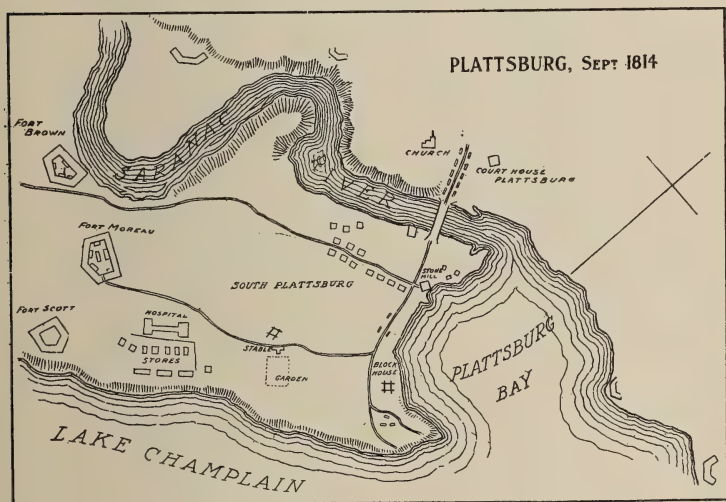 PLATTSBURG, SEPT 1814
FORT
BROWN
SARANAC
RIVER
CHURCH
COURT HOUSE
PLATTSBURG
FORT MOREAU
SOUTH PLATTSBURG
STONE
MILL
FORT SCOTT
HOSPITAL
STORES
STABLE
GARDEN
BLOCK
HOUSE
PLATTSBURG
BAY
LAKE CHAMPLAIN